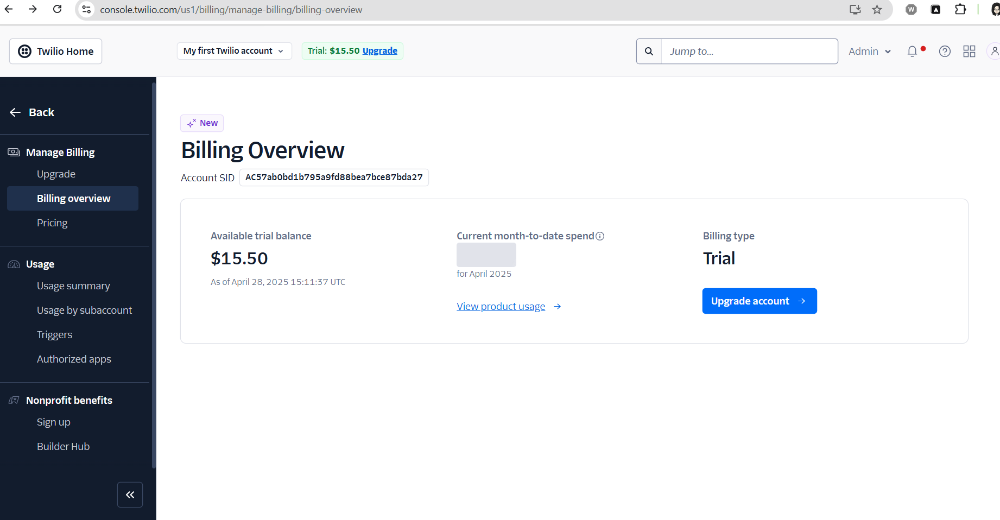 console.twilio.com/us1/billing/manage-billing/billing-overview
W
Twilio Home
My first Twilio account
Trial: $15.50 Upgrade
Jump to...
Admin
Back
Manage Billing
Upgrade
Billing overview
Pricing
Usage
Usage summary
Usage by subaccount
Triggers
Authorized apps
Nonprofit benefits
Sign up
Builder Hub
New
Billing Overview
Account SID AC57ab0bd1b795a9fd88bea7bce87bda27
Available trial balance
$15.50
As of April 28, 2025 15:11:37 UTC
Current month-to-date spend
for April 2025
View product usage →
Billing type
Trial
Upgrade account →